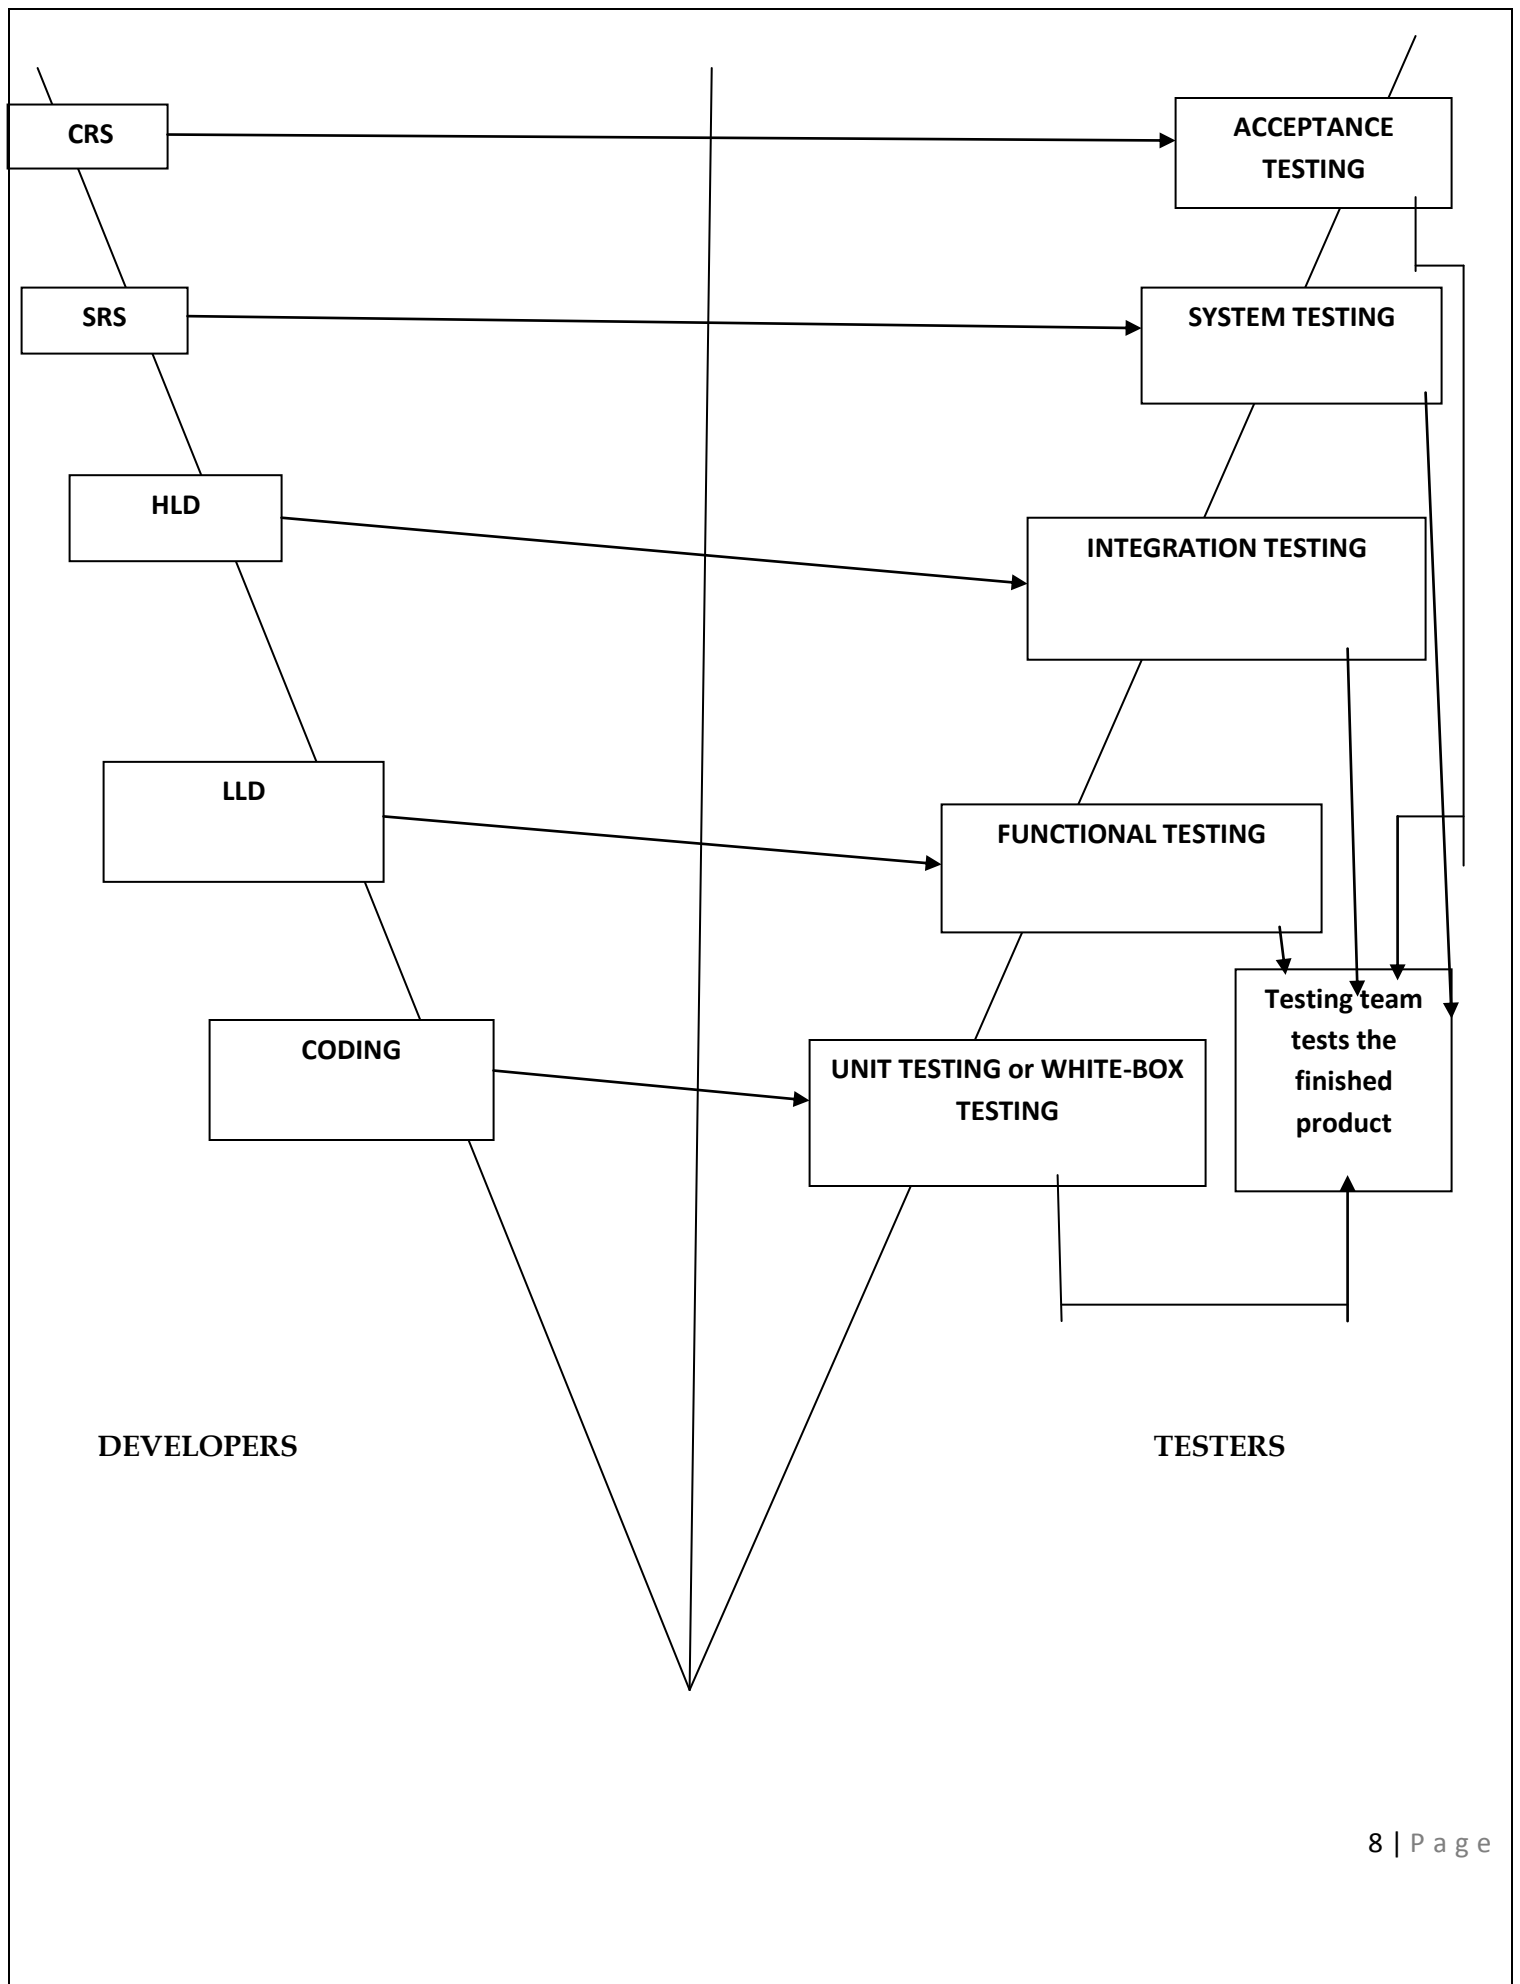 CRS
ACCEPTANCE
TESTING
SRS
SYSTEM TESTING
HLD
INTEGRATION TESTING
LLD
FUNCTIONAL TESTING
CODING
UNIT TESTING or WHITE-BOX
TESTING
Testing team
tests the
finished
product
DEVELOPERS
TESTERS
8 | P a g e